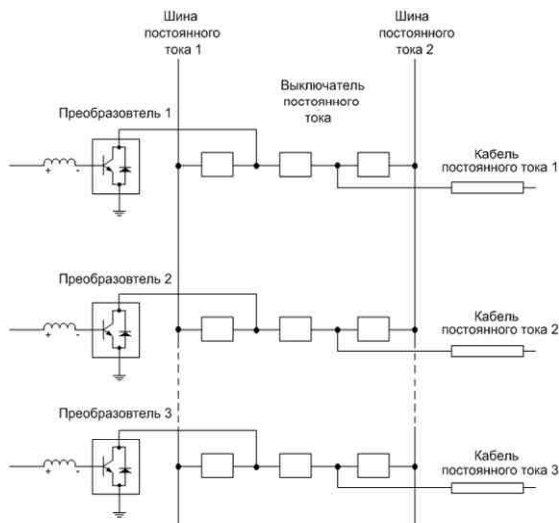 Шина
постоянного
тока 1
Шина
постоянного
тока 2
Выключатель
постоянного
тока
Преобразовтель 1
+ -
Кабель
постоянного тока 1
Преобразовтель 2
+ -
Кабель
постоянного тока 2
Преобразовтель 3
+ -
Кабель
постоянного тока 3